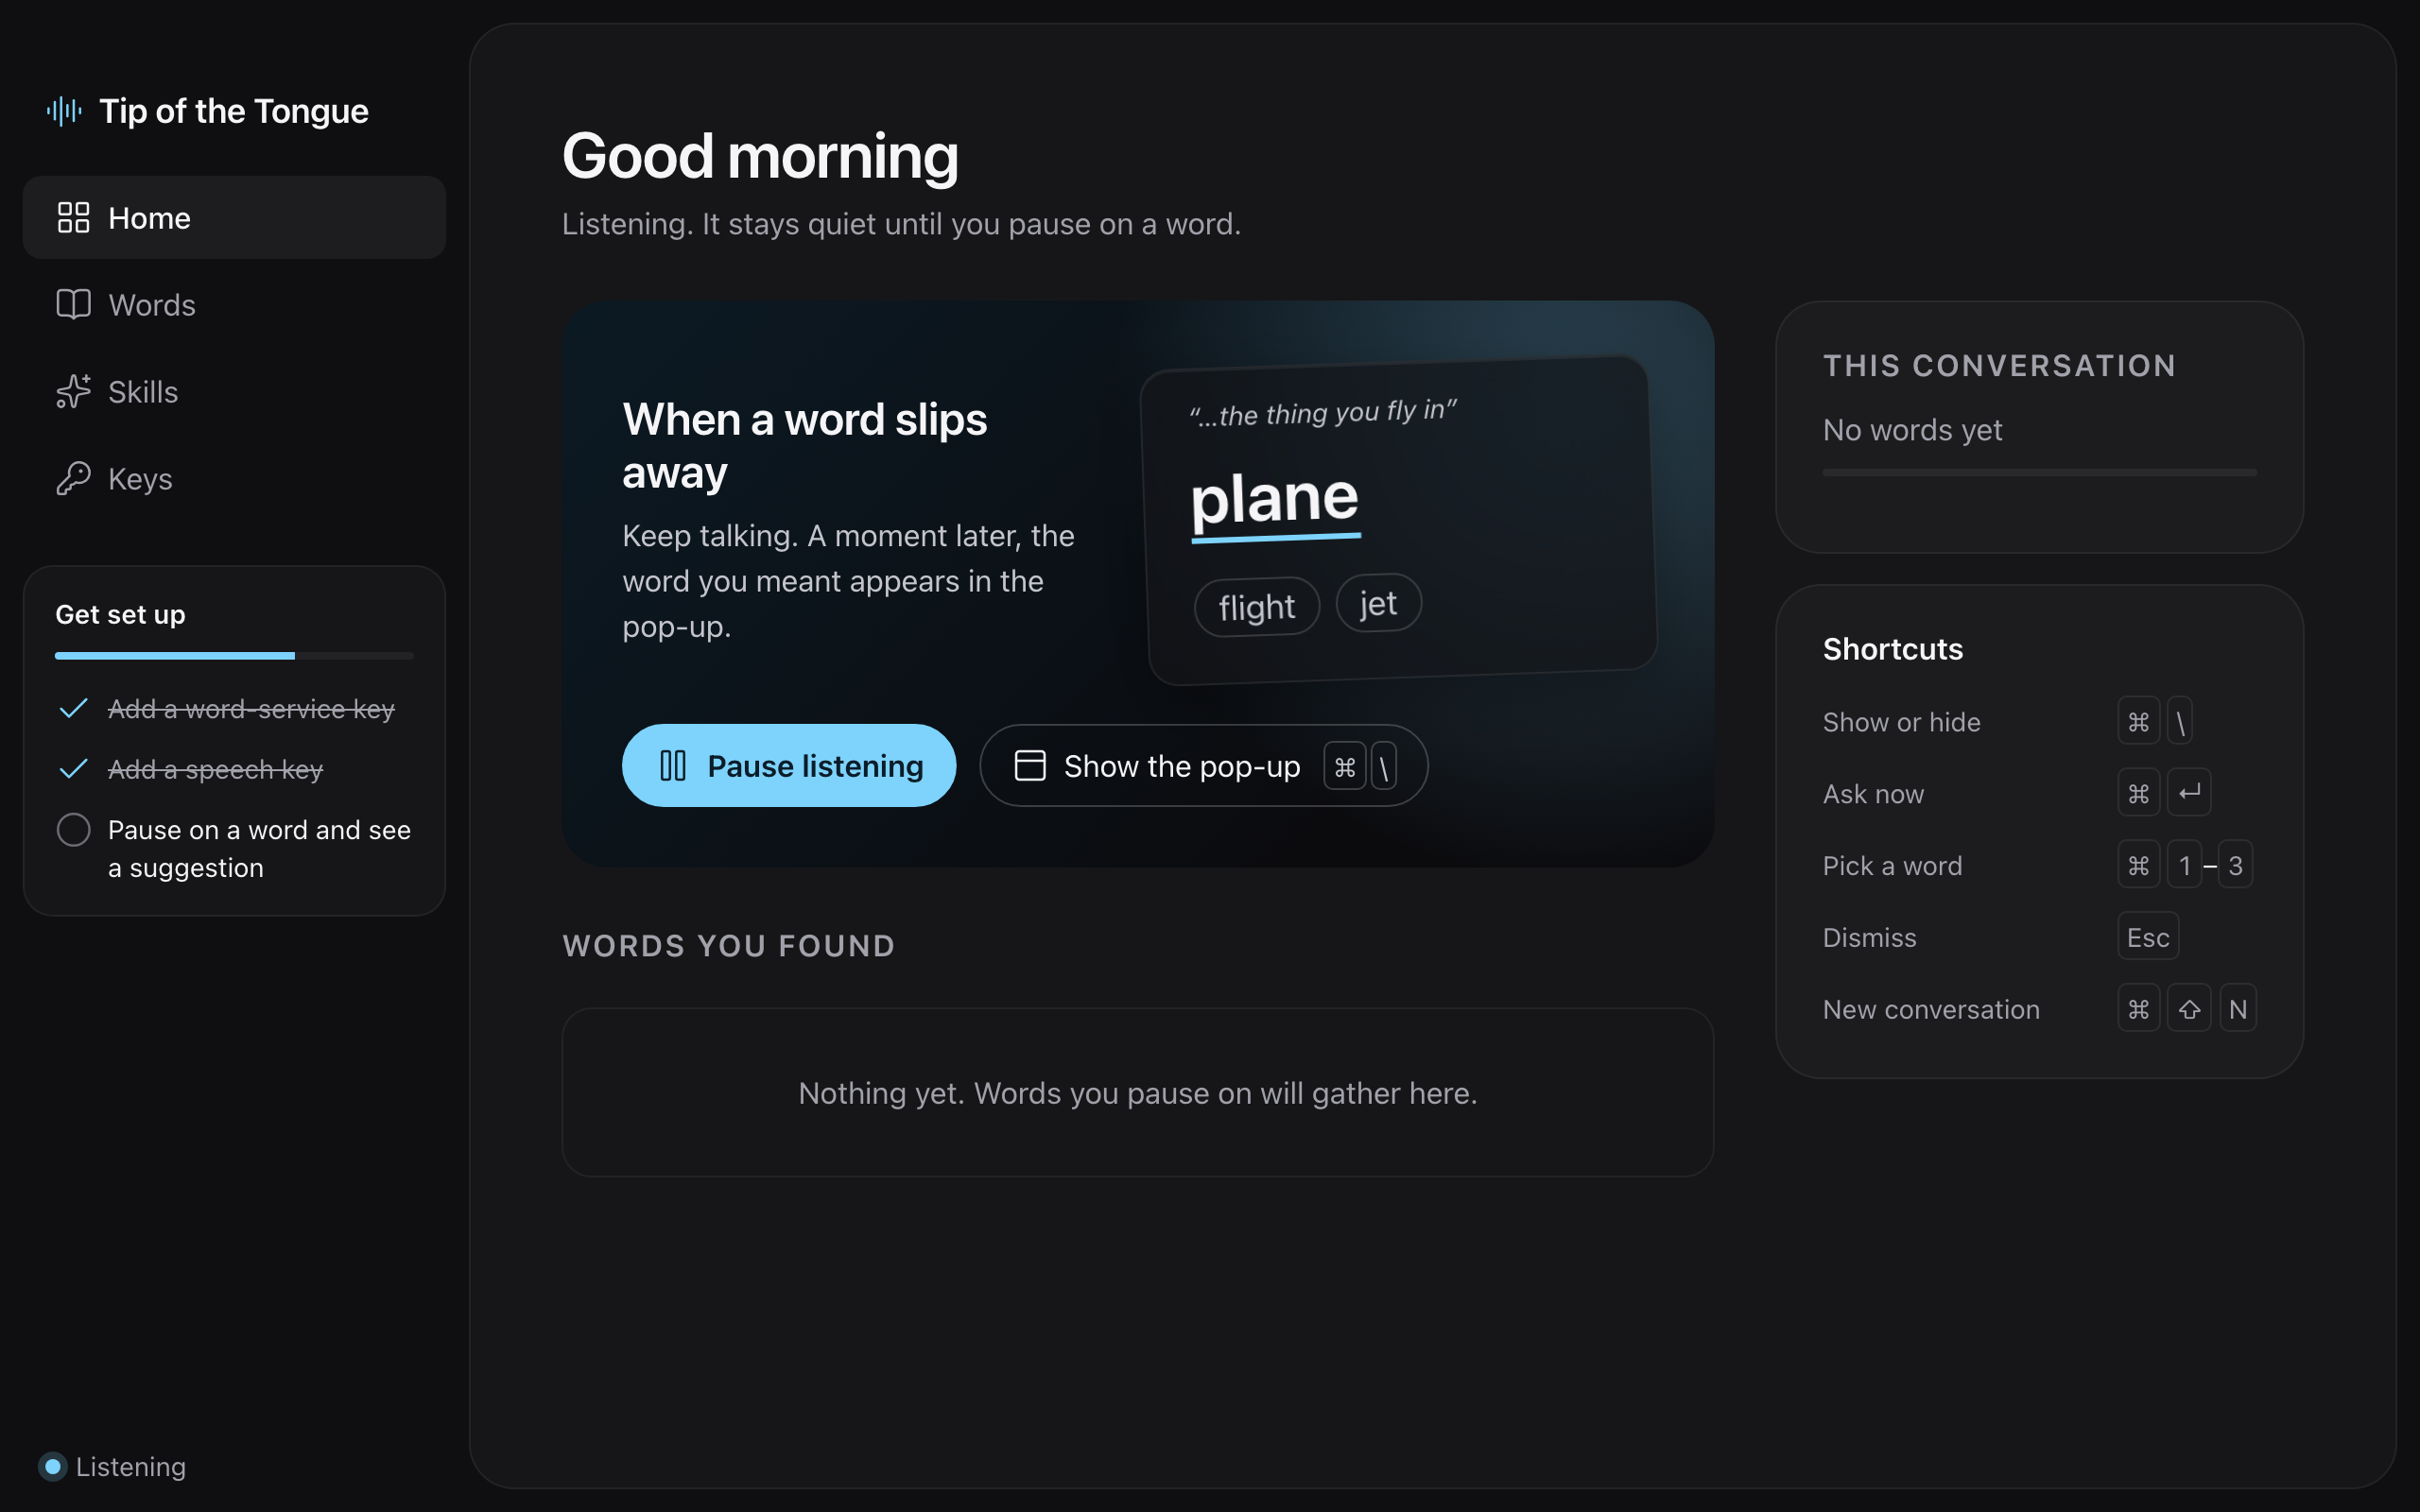 Tip of the Tongue
Home
Words
Skills
Keys
Get set up
Add a word-service key
Add a speech key
Pause on a word and see
a suggestion
Listening
Good morning
Listening. It stays quiet until you pause on a word.
When a word slips
away
Keep talking. A moment later, the
word you meant appears in the
pop-up.
“…the thing you fly in”
plane
flight jet
Pause listening
Show the pop-up ⌘ \
WORDS YOU FOUND
Nothing yet. Words you pause on will gather here.
THIS CONVERSATION
No words yet
Shortcuts
Show or hide ⌘ \
Ask now ⌘ ↵
Pick a word ⌘ 1–3
Dismiss Esc
New conversation ⌘ ⇧ N